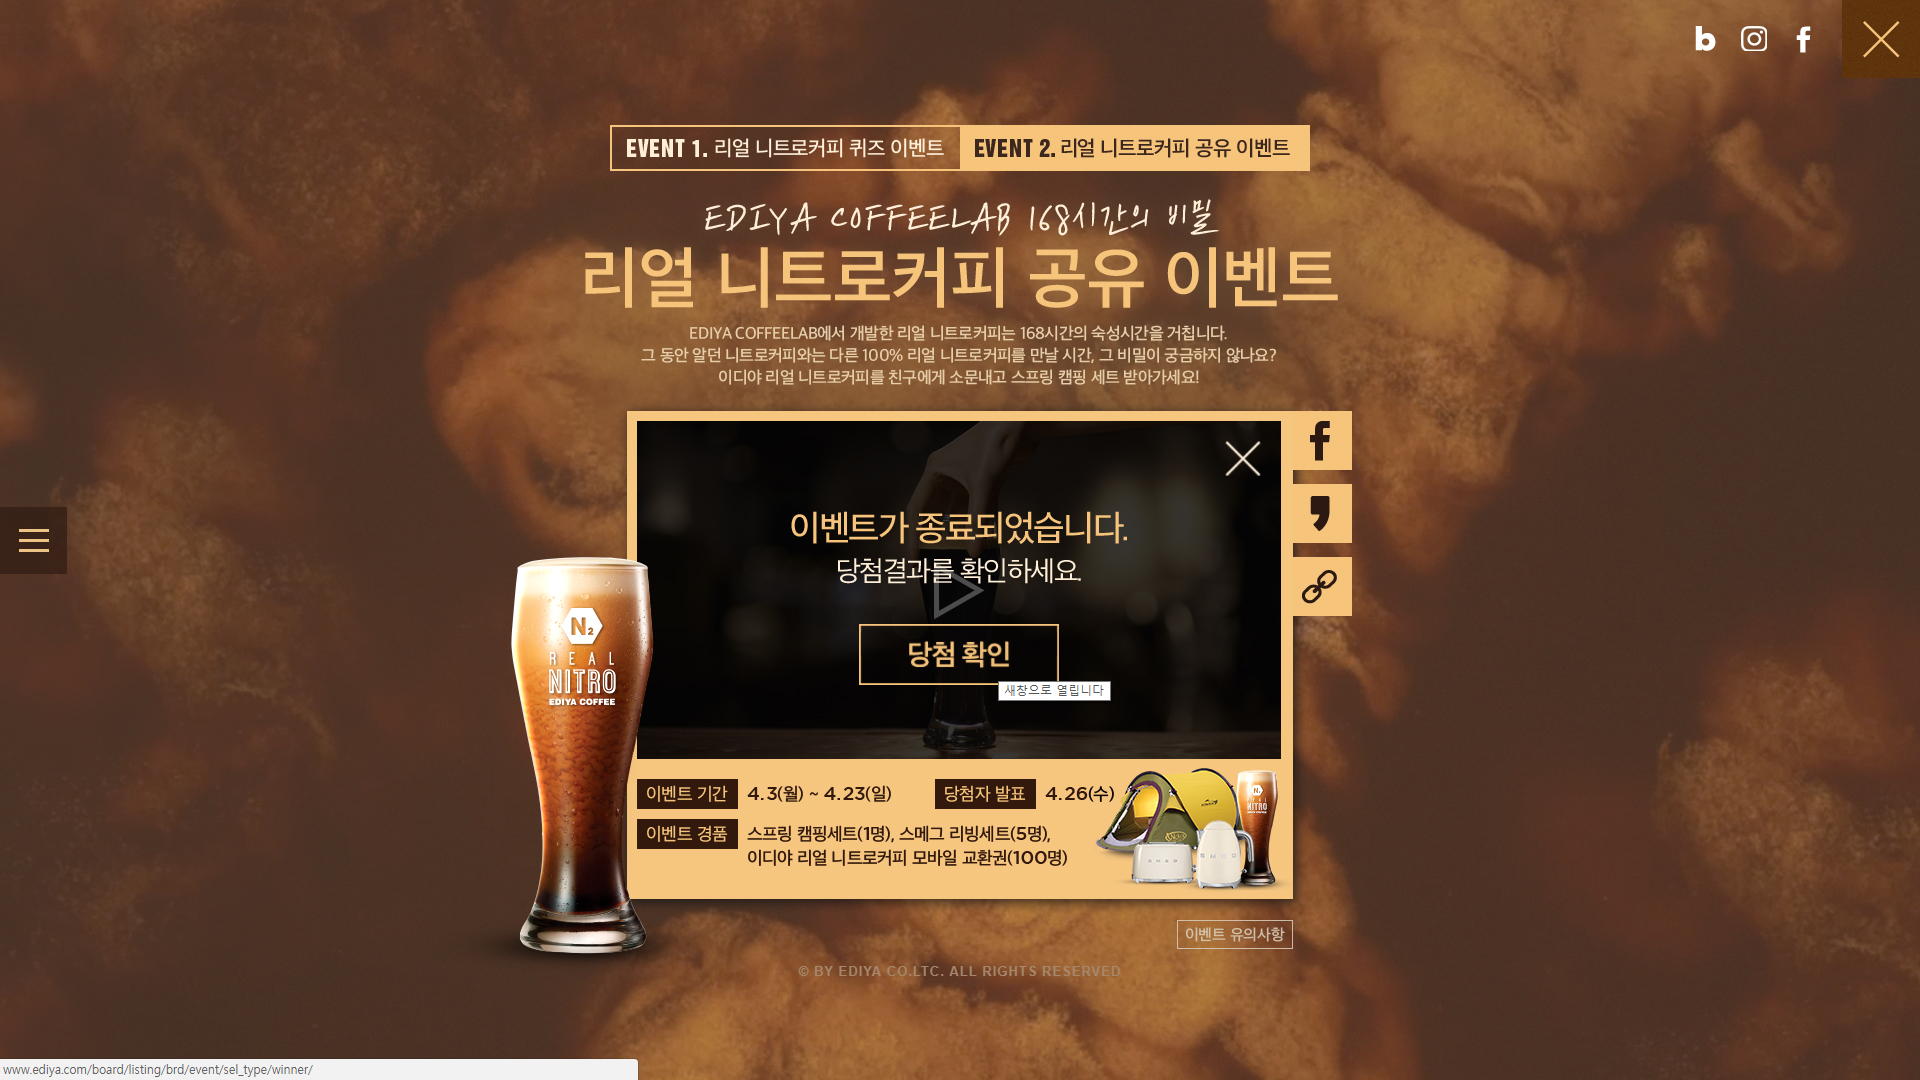 EVENT 1. 리얼 니트로커피 퀴즈 이벤트
EVENT 2. 리얼 니트로커피 공유 이벤트
EDIYA COFFEELAB 168시간의 비밀
리얼 니트로커피 공유 이벤트
EDIYA COFFEELAB에서 개발한 리얼 니트로커피는 168시간의 숙성시간을 거칩니다.
그 동안 알던 니트로커피와는 다른 100% 리얼 니트로커피를 만날 시간, 그 비밀이 궁금하지 않나요?
이디야 리얼 니트로커피를 친구에게 소문내고 스프링 캠핑 세트 받아가세요!
이벤트가 종료되었습니다.
당첨결과를 확인하세요.
당첨 확인
새창으로 열립니다
N2
REAL
NITRO
EDIYA COFFEE
이벤트 기간 4.3(월) ~ 4.23(일) 당첨자 발표 4.26(수)
이벤트 경품 스프링 캠핑세트(1명), 스메그 리빙세트(5명),
이디야 리얼 니트로커피 모바일 교환권(100명)
N2
REAL
NITRO
SMEG
SMEG
이벤트 유의사항
© BY EDIYA CO.LTC. ALL RIGHTS RESERVED
www.ediya.com/board/listing/brd/event/sel_type/winner/